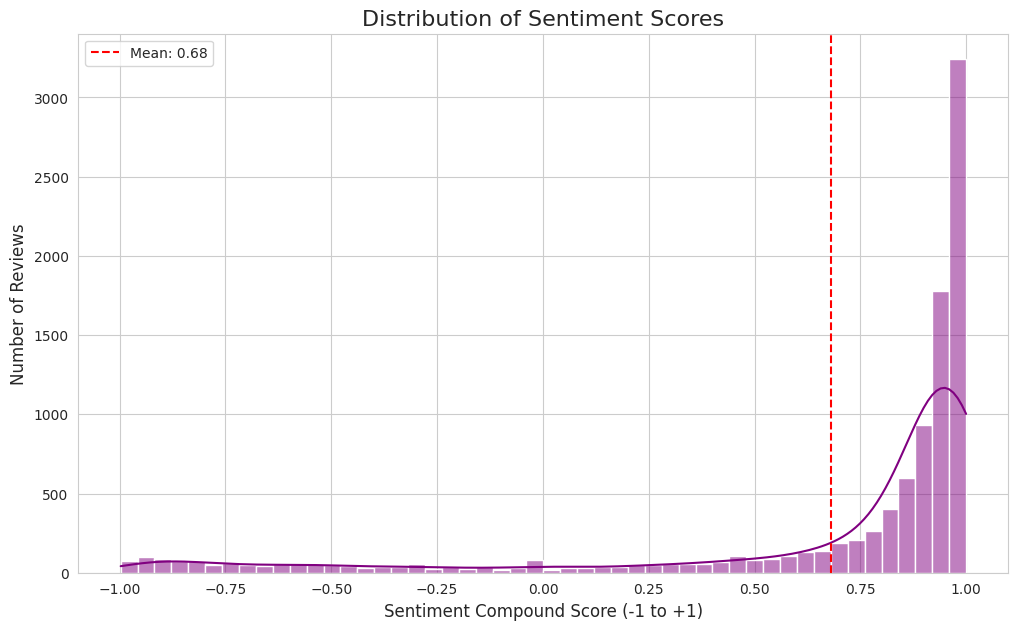 Distribution of Sentiment Scores
Mean: 0.68
Number of Reviews
3000
2500
2000
1500
1000
500
0
−1.00 −0.75 −0.50 −0.25 0.00 0.25 0.50 0.75 1.00
Sentiment Compound Score (-1 to +1)